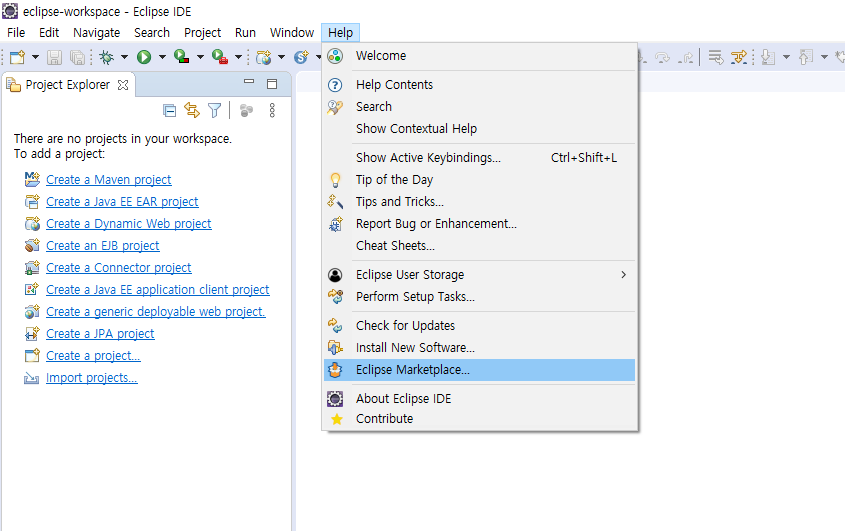 eclipse-workspace - Eclipse IDE
File Edit Navigate Search Project Run Window Help
Project Explorer
There are no projects in your workspace.
To add a project:
Create a Maven project
Create a Java EE EAR project
Create a Dynamic Web project
Create an EJB project
Create a Connector project
Create a Java EE application client project
Create a generic deployable web project.
Create a JPA project
Create a project...
Import projects...
Welcome
Help Contents
Search
Show Contextual Help
Show Active Keybindings... Ctrl+Shift+L
Tip of the Day
Tips and Tricks...
Report Bug or Enhancement...
Cheat Sheets...
Eclipse User Storage
Perform Setup Tasks...
Check for Updates
Install New Software...
Eclipse Marketplace...
About Eclipse IDE
Contribute